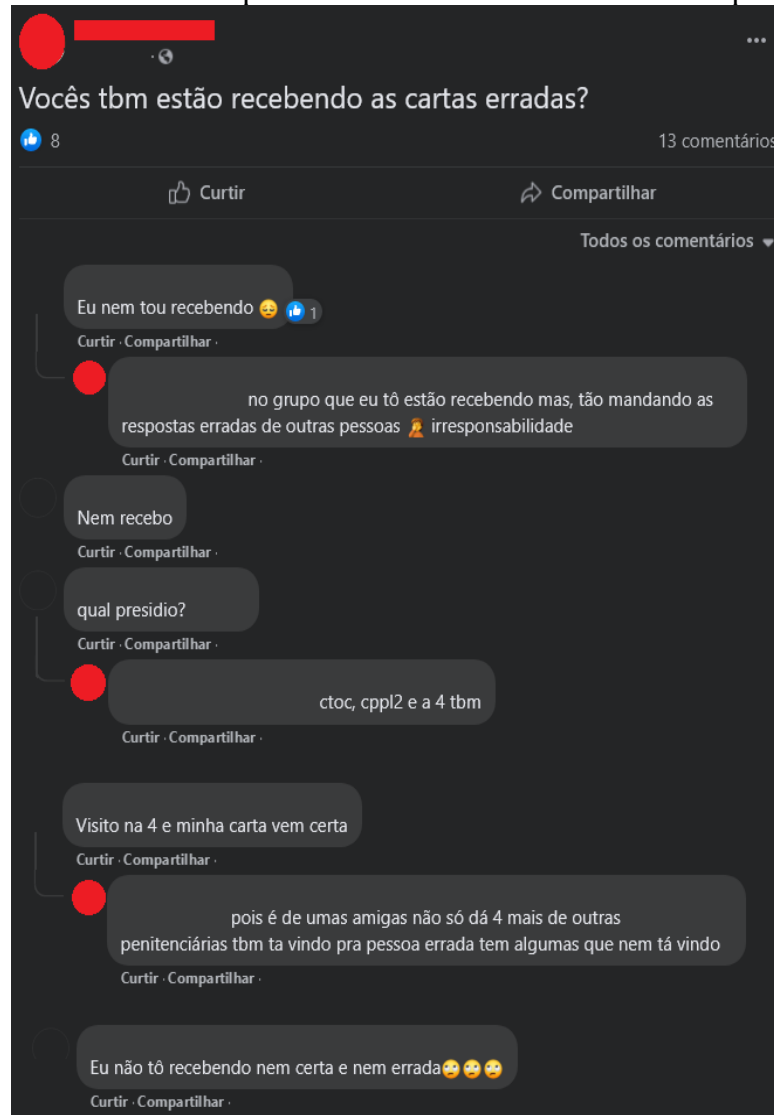 Vocês tbm estão recebendo as cartas erradas?
8
13 comentários
Curtir
Compartilhar
Todos os comentários
Eu nem tou recebendo 😔 1
Curtir · Compartilhar ·
no grupo que eu tô estão recebendo mas, tão mandando as
respostas erradas de outras pessoas 🤦 irresponsabilidade
Curtir · Compartilhar ·
Nem recebo
Curtir · Compartilhar ·
qual presidio?
Curtir · Compartilhar ·
ctoc, cppl2 e a 4 tbm
Curtir · Compartilhar ·
Visito na 4 e minha carta vem certa
Curtir · Compartilhar ·
pois é de umas amigas não só dá 4 mais de outras
penitenciárias tbm ta vindo pra pessoa errada tem algumas que nem tá vindo
Curtir · Compartilhar ·
Eu não tô recebendo nem certa e nem errada🙄🙄🙄
Curtir · Compartilhar ·